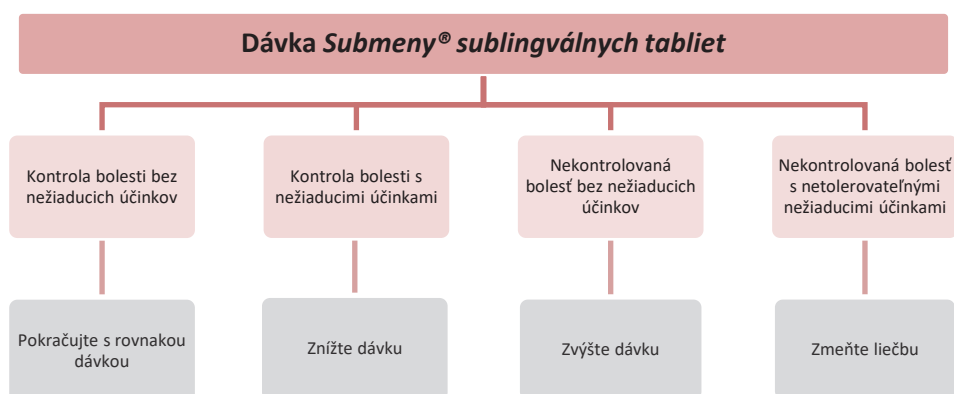 Dávka Submeny® sublingválnych tabliet
Kontrola bolesti bez
nežiaducich účinkov
Kontrola bolesti s
nežiaducimi účinkami
Nekontrolovaná
bolesť bez nežiaducich
účinkov
Nekontrolovaná bolesť
s netolerovateľnými
nežiaducimi účinkami
Pokračujte s rovnakou
dávkou
Znížte dávku
Zvýšte dávku
Zmeňte liečbu